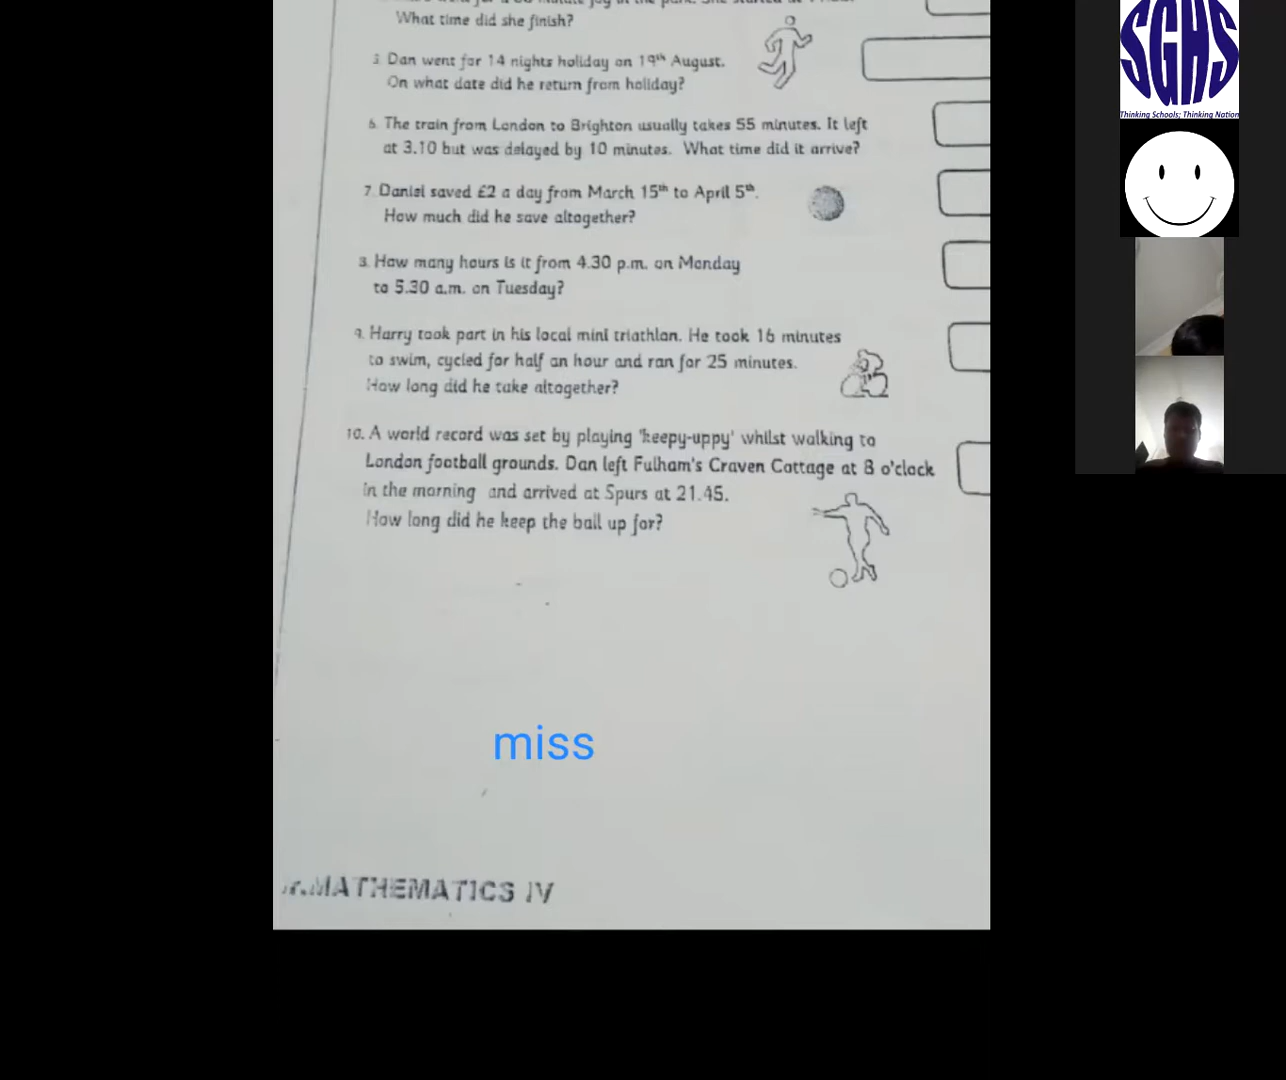 What time did she finish?
Dan went for 14 nights holiday on 19th August.
On what date did he return from holiday?
6. The train from London to Brighton usually takes 55 minutes. It left
at 3.10 but was delayed by 10 minutes. What time did it arrive?
7. Daniel saved £2 a day from March 15th to April 5th.
How much did he save altogether?
8. How many hours is it from 4.30 p.m. on Monday
to 5.30 a.m. on Tuesday?
9. Harry took part in his local mini triathlon. He took 16 minutes
to swim, cycled for half an hour and ran for 25 minutes.
How long did he take altogether?
10. A world record was set by playing 'keepy-uppy' whilst walking to
London football grounds. Dan left Fulham's Craven Cottage at 8 o'clock
in the morning and arrived at Spurs at 21.45.
How long did he keep the ball up for?
miss
MATHEMATICS IV
SGHS
Thinking Schools; Thinking Nation